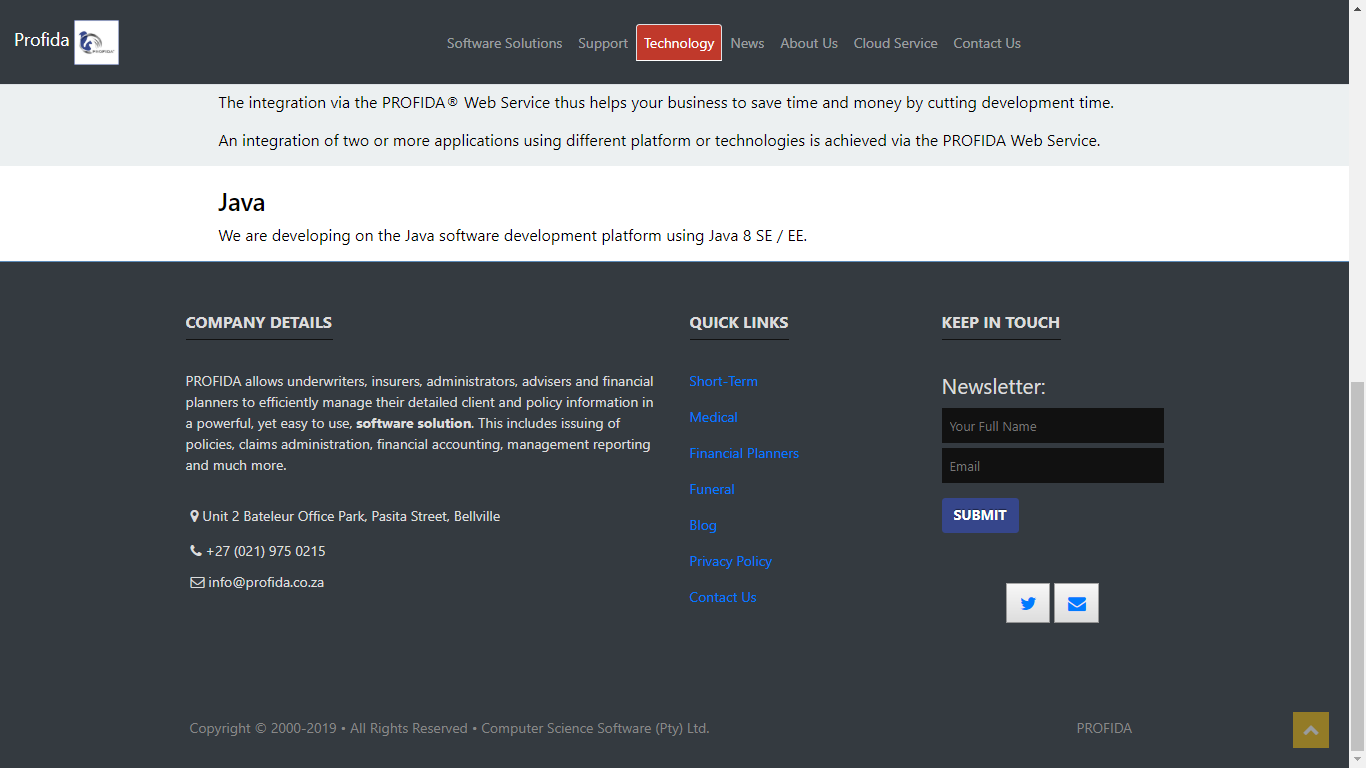 Profida
PROFIDA
Software Solutions Support Technology News About Us Cloud Service Contact Us
The integration via the PROFIDA® Web Service thus helps your business to save time and money by cutting development time.
An integration of two or more applications using different platform or technologies is achieved via the PROFIDA Web Service.
Java
We are developing on the Java software development platform using Java 8 SE / EE.
COMPANY DETAILS
PROFIDA allows underwriters, insurers, administrators, advisers and financial
planners to efficiently manage their detailed client and policy information in
a powerful, yet easy to use, software solution. This includes issuing of
policies, claims administration, financial accounting, management reporting
and much more.
Unit 2 Bateleur Office Park, Pasita Street, Bellville
+27 (021) 975 0215
info@profida.co.za
QUICK LINKS
Short-Term
Medical
Financial Planners
Funeral
Blog
Privacy Policy
Contact Us
KEEP IN TOUCH
Newsletter:
Your Full Name
Email
SUBMIT
Copyright © 2000-2019 • All Rights Reserved • Computer Science Software (Pty) Ltd.
PROFIDA